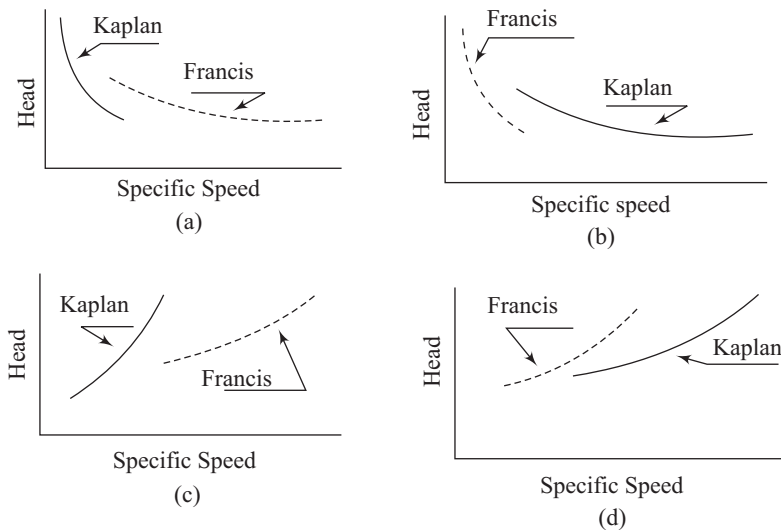 Kaplan
Francis
Head
Specific Speed
(a)
Francis
Kaplan
Head
Specific speed
(b)
Kaplan
Francis
Head
Specific Speed
(c)
Francis
Kaplan
Head
Specific Speed
(d)